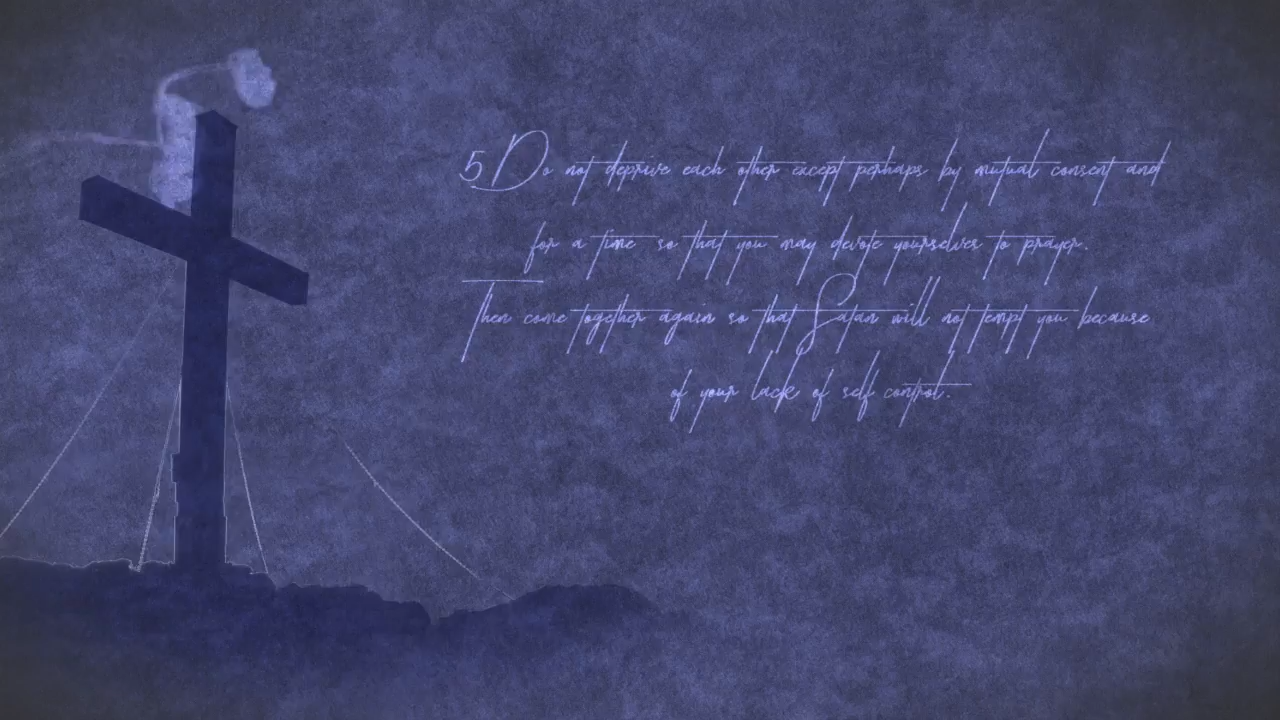 5 Do not deprive each other except perhaps by mutual consent and
for a time so that you may devote yourselves to prayer.
Then come together again so that Satan will not tempt you because
of your lack of self control.